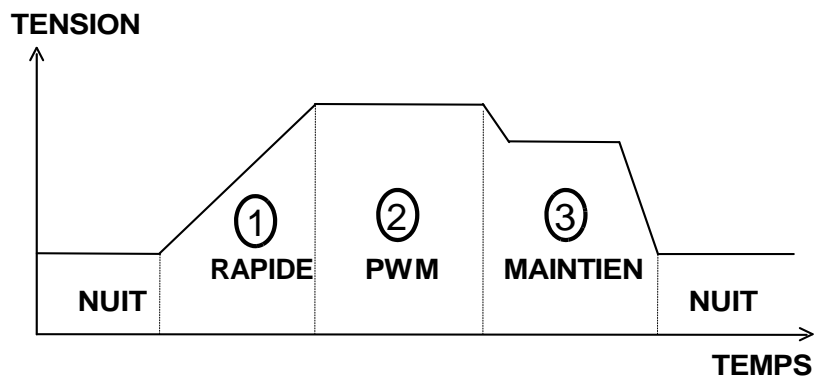 TENSION
1
2
3
RAPIDE
PWM
MAINTIEN
NUIT
NUIT
TEMPS